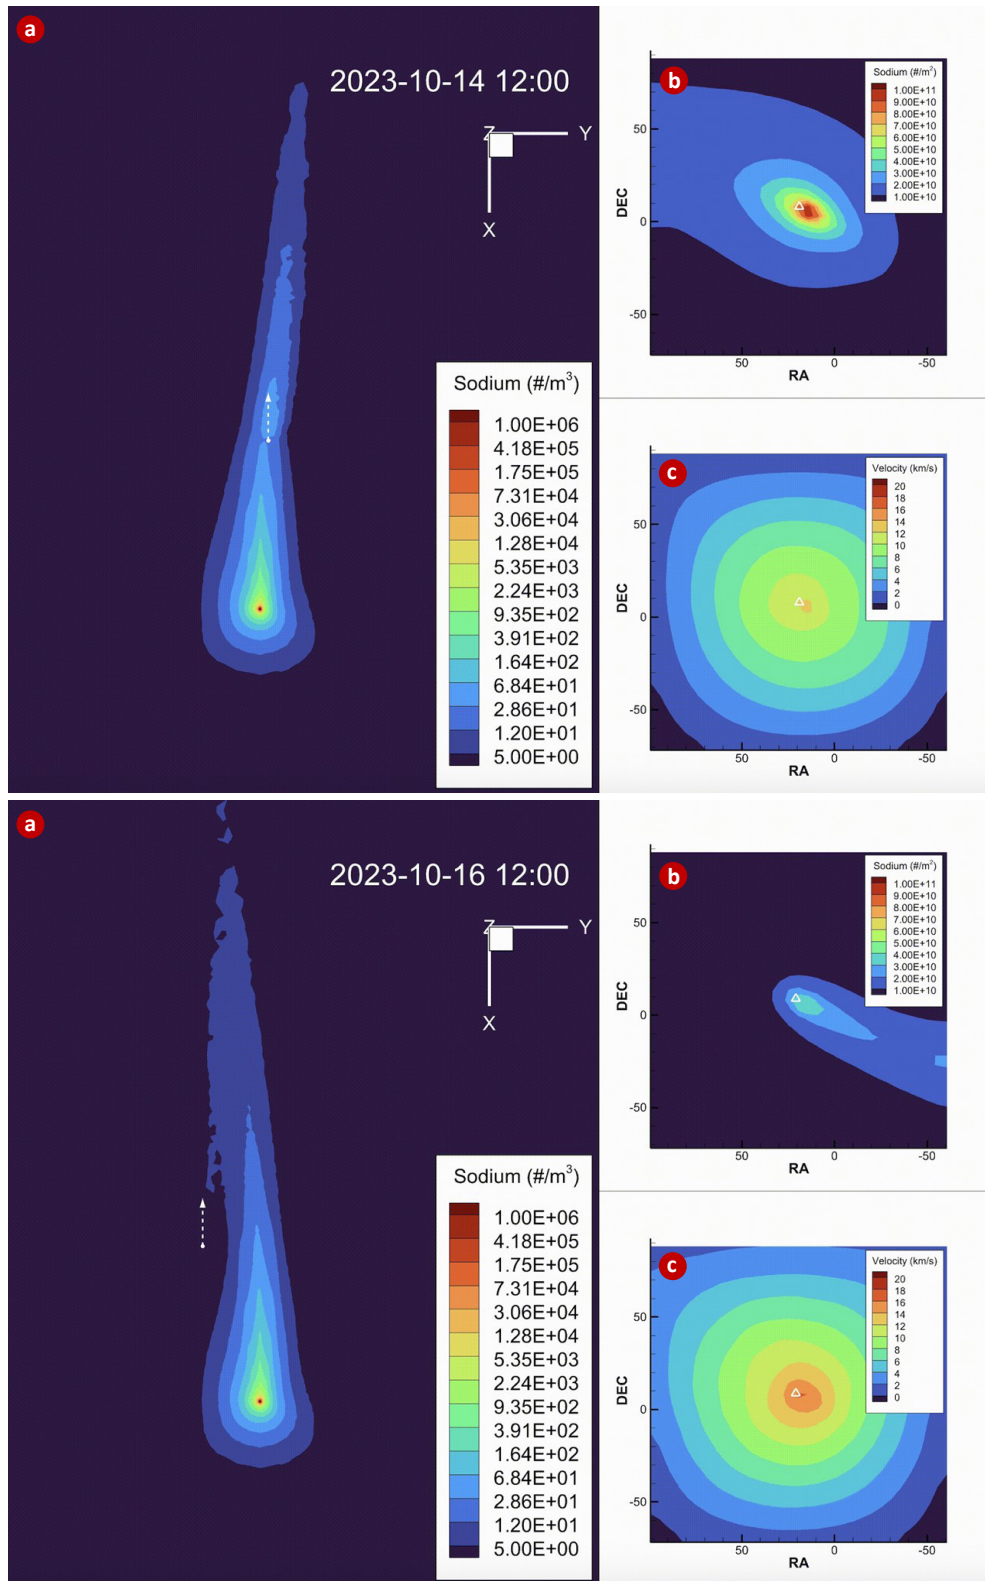 a
2023-10-14 12:00
Z
Y
X
Sodium (#/m³)
1.00E+06
4.18E+05
1.75E+05
7.31E+04
3.06E+04
1.28E+04
5.35E+03
2.24E+03
9.35E+02
3.91E+02
1.64E+02
6.84E+01
2.86E+01
1.20E+01
5.00E+00
b
Sodium (#/m²)
1.00E+11
9.00E+10
8.00E+10
7.00E+10
6.00E+10
5.00E+10
4.00E+10
3.00E+10
2.00E+10
1.00E+10
DEC
50
0
-50
50 0 -50
RA
c
Velocity (km/s)
20
18
16
14
12
10
8
6
4
2
0
DEC
50
0
-50
50 0 -50
RA
a
2023-10-16 12:00
Z
Y
X
Sodium (#/m³)
1.00E+06
4.18E+05
1.75E+05
7.31E+04
3.06E+04
1.28E+04
5.35E+03
2.24E+03
9.35E+02
3.91E+02
1.64E+02
6.84E+01
2.86E+01
1.20E+01
5.00E+00
b
Sodium (#/m²)
1.00E+11
9.00E+10
8.00E+10
7.00E+10
6.00E+10
5.00E+10
4.00E+10
3.00E+10
2.00E+10
1.00E+10
DEC
50
0
-50
50 0 -50
RA
c
Velocity (km/s)
20
18
16
14
12
10
8
6
4
2
0
DEC
50
0
-50
50 0 -50
RA